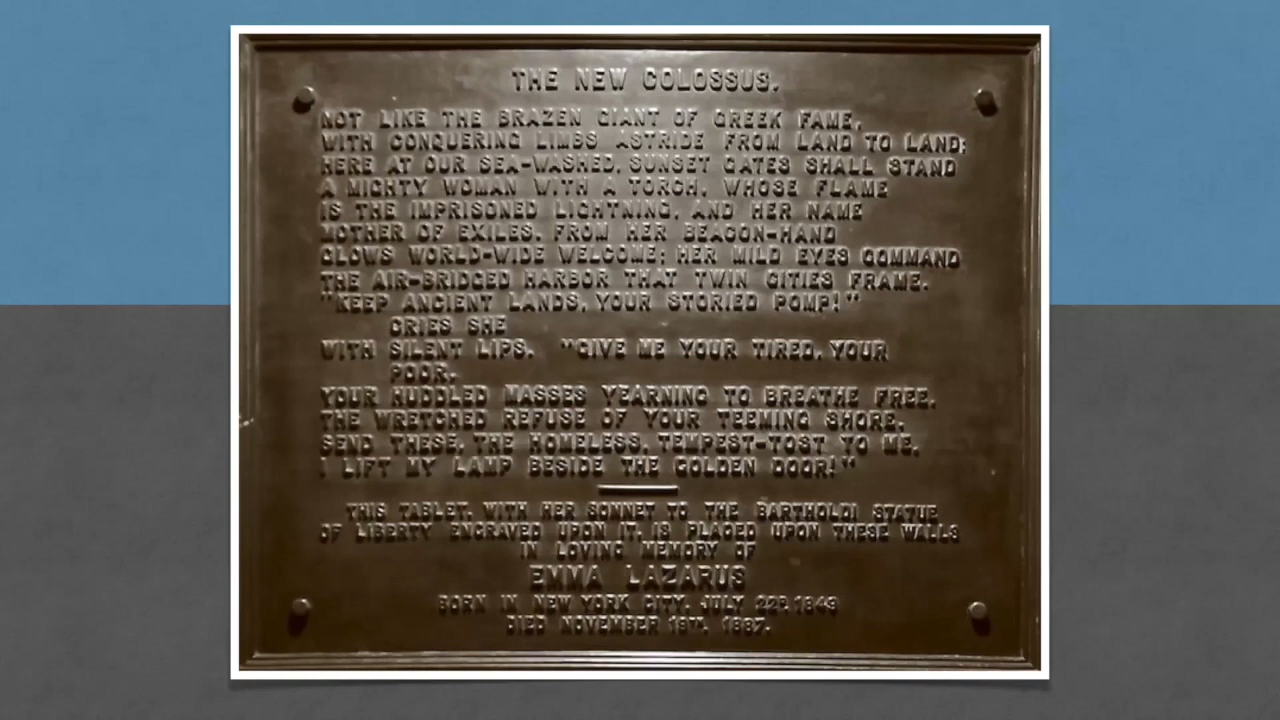 THE NEW COLOSSUS.
NOT LIKE THE BRAZEN GIANT OF GREEK FAME,
WITH CONQUERING LIMBS ASTRIDE FROM LAND TO LAND;
HERE AT OUR SEA-WASHED, SUNSET GATES SHALL STAND
A MIGHTY WOMAN WITH A TORCH, WHOSE FLAME
IS THE IMPRISONED LIGHTNING, AND HER NAME
MOTHER OF EXILES. FROM HER BEACON-HAND
GLOWS WORLD-WIDE WELCOME; HER MILD EYES COMMAND
THE AIR-BRIDGED HARBOR THAT TWIN CITIES FRAME.
"KEEP ANCIENT LANDS, YOUR STORIED POMP!"
CRIES SHE
WITH SILENT LIPS. "GIVE ME YOUR TIRED, YOUR
POOR,
YOUR HUDDLED MASSES YEARNING TO BREATHE FREE,
THE WRETCHED REFUSE OF YOUR TEEMING SHORE,
SEND THESE, THE HOMELESS, TEMPEST-TOST TO ME,
I LIFT MY LAMP BESIDE THE GOLDEN DOOR!"
THIS TABLET, WITH HER SONNET TO THE BARTHOLDI STATUE
OF LIBERTY ENGRAVED UPON IT, IS PLACED UPON THESE WALLS
IN LOVING MEMORY OF
EMMA LAZARUS
BORN IN NEW YORK CITY, JULY 22D, 1849
DIED NOVEMBER 19TH, 1887.